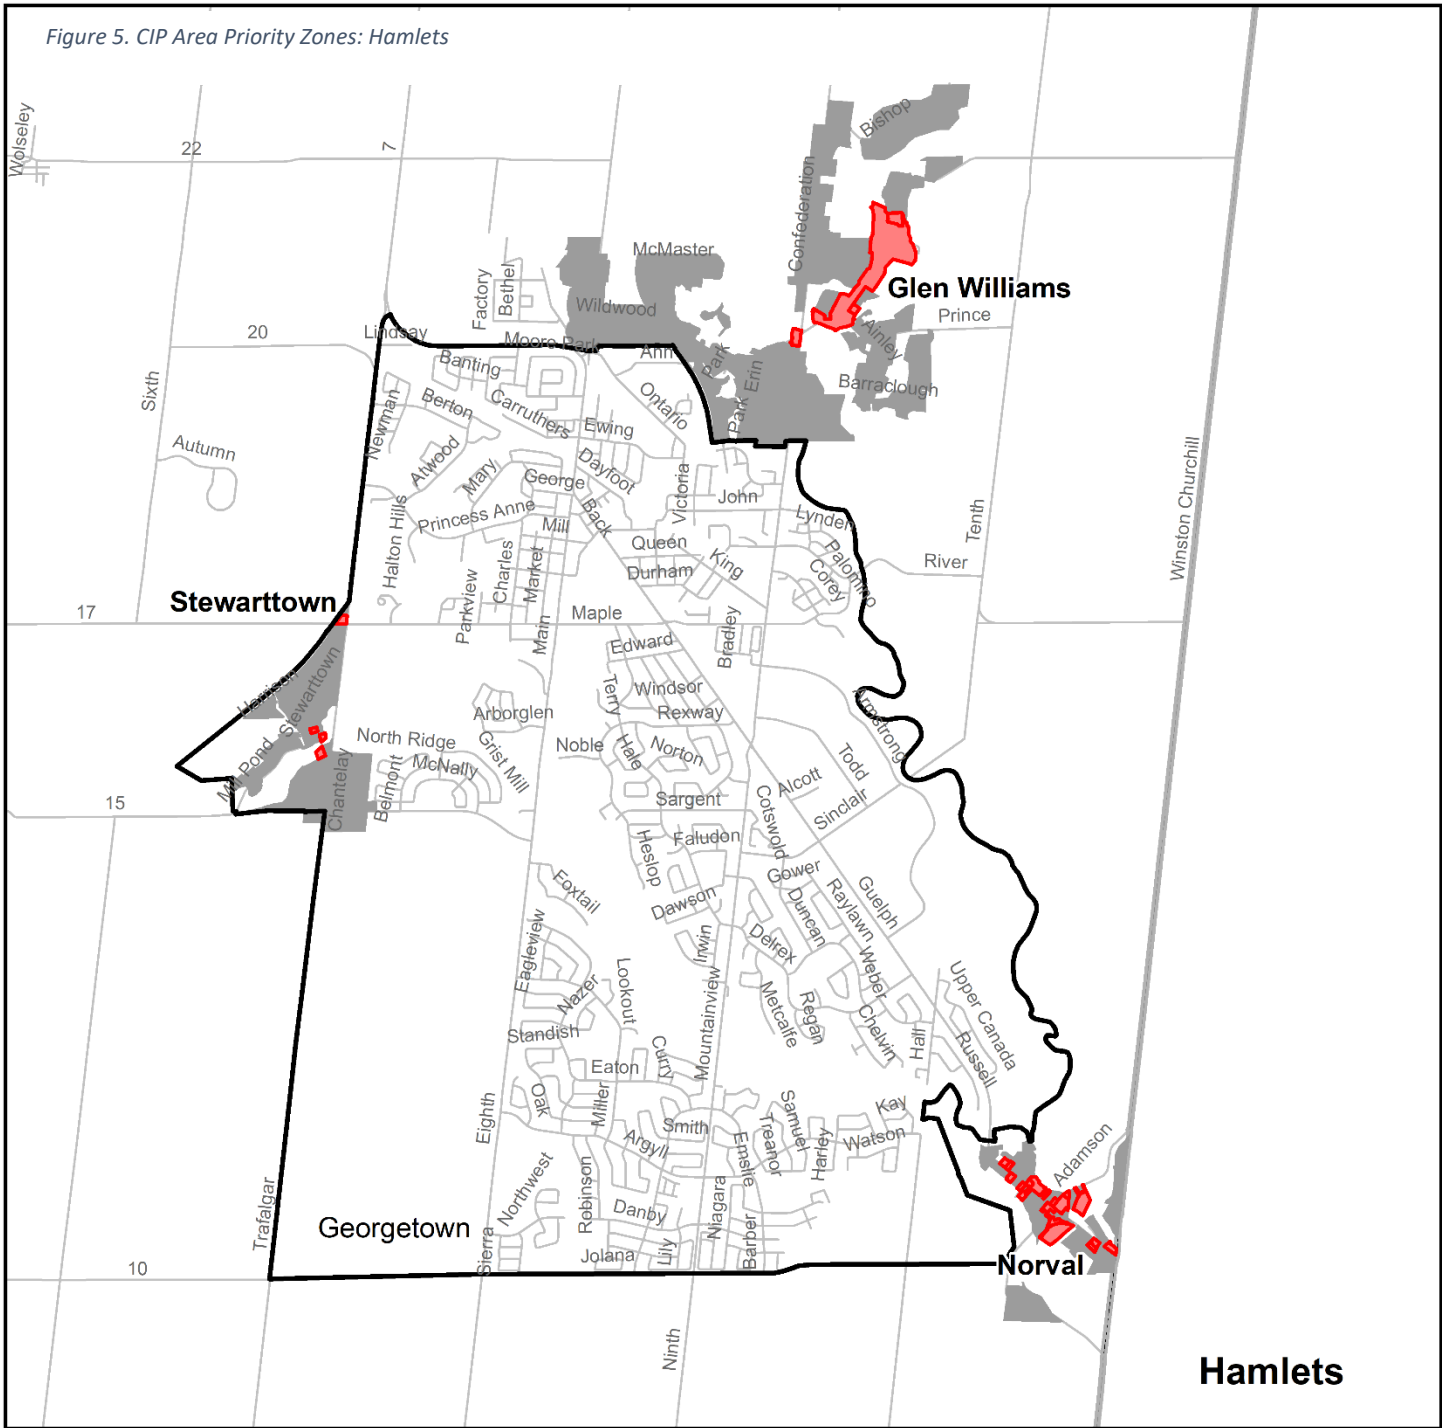 Figure 5. CIP Area Priority Zones: Hamlets
Wolseley
22
7
Bishop
Confederation
McMaster
Factory
Bethel
Wildwood
Glen Williams
Prince
Ainley
Barraclough
20
Lindsay
Moore Park
Ann
Park
Park
Erin
Sixth
Banting
Berton
Carruthers
Ewing
Ontario
Newman
Autumn
Atwood
Mary
George
Dayfoot
Victoria
John
Lynden
Winston Churchill
Tenth
Halton Hills
Princess Anne
Mill
Back
Queen
King
Durham
Palomino
Corey
River
Charles
Market
Parkview
Stewarttown
17
Main
Maple
Bradley
Edward
Harrison
Stewarttown
Terry
Windsor
Rexway
Armstrong
Arborglen
North Ridge
Grist Mill
Noble
Hale
Norton
Todd
Mill Pond
McNally
Alcott
Chantelay
Belmont
Sargent
Cotswold
Sinclair
15
Heslop
Faludon
Gower
Guelph
Foxtail
Dawson
Duncan
Raylawn
Eagleview
Irwin
Delrex
Weber
Lookout
Nazer
Mountainview
Metcalfe
Regan
Upper Canada
Standish
Chelvin
Hall
Russell
Curry
Eaton
Oak
Miller
Eighth
Smith
Samuel
Kay
Argyll
Emslie
Treanor
Harley
Watson
Adamson
Northwest
Robinson
Trafalgar
Georgetown
Danby
Niagara
Sierra
Jolana
Lily
Barber
Norval
10
Ninth
Hamlets